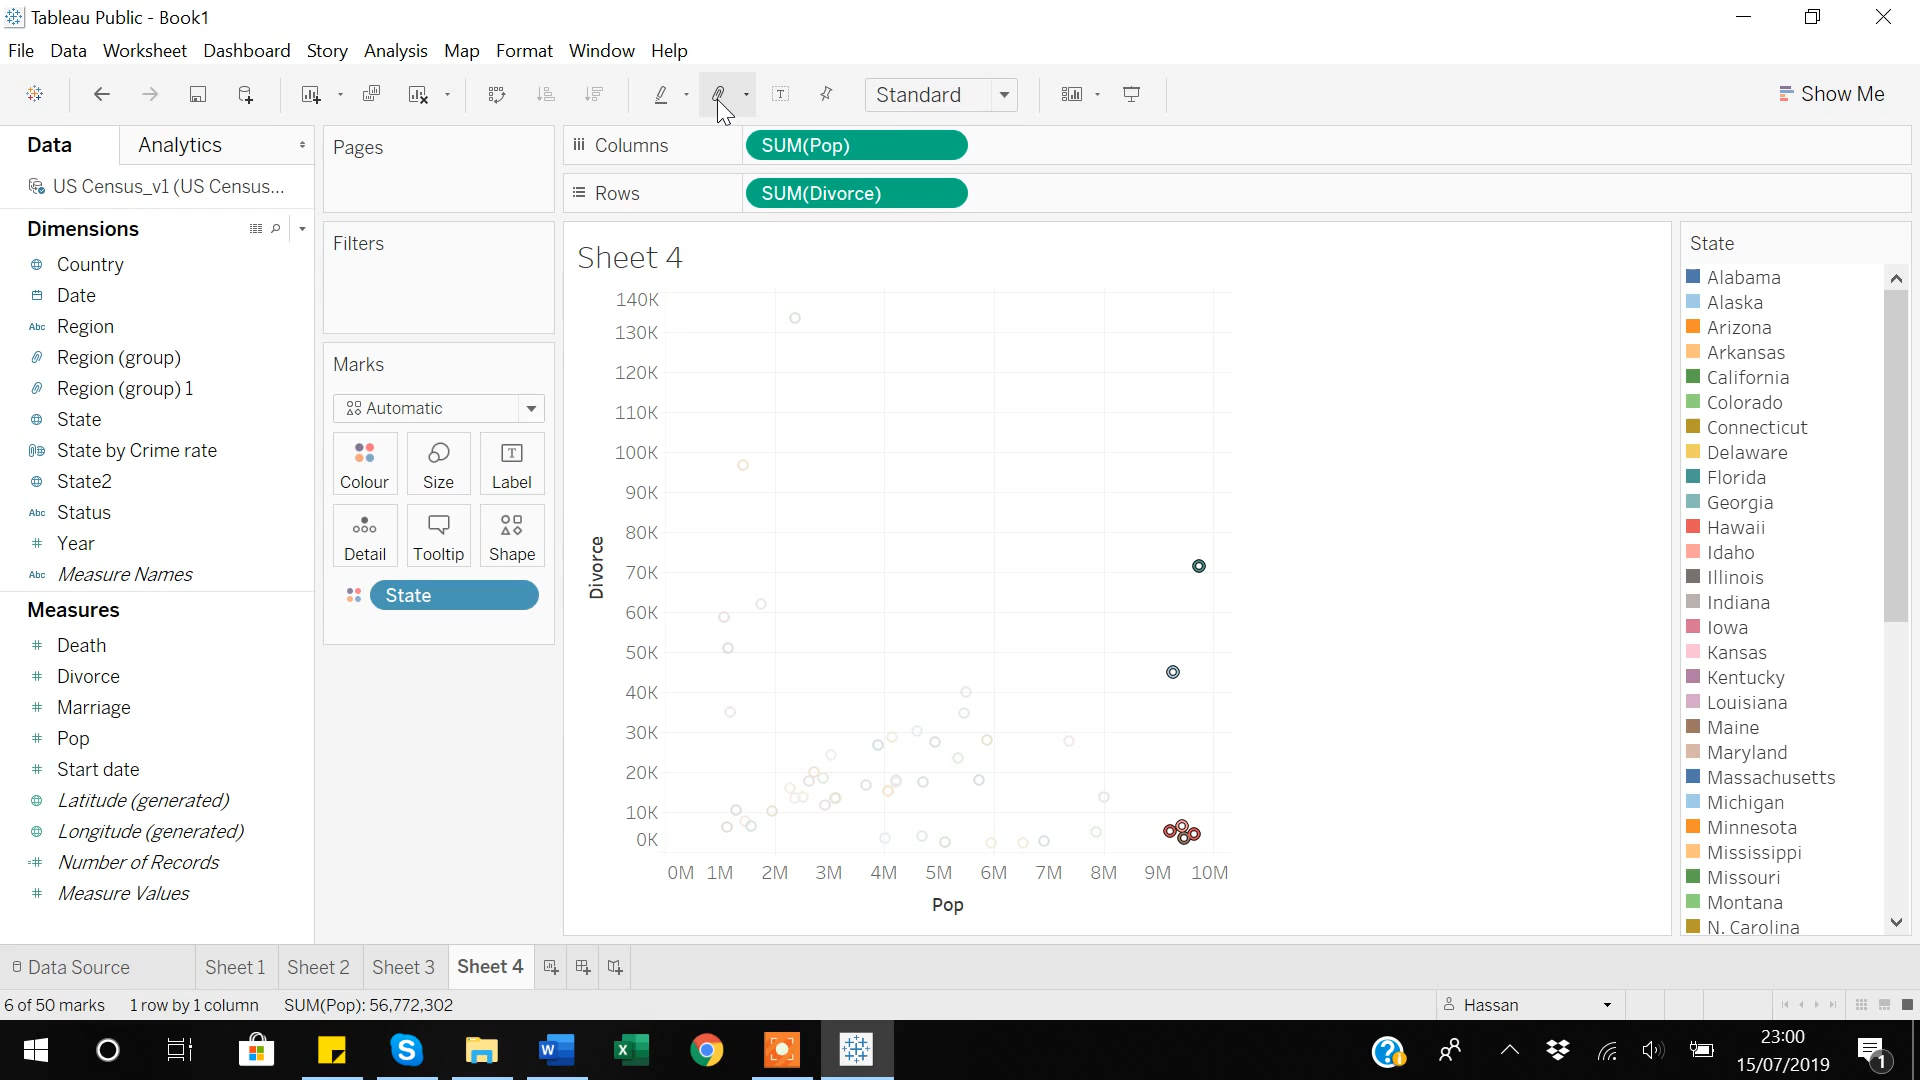 Tableau Public - Book1
File Data Worksheet Dashboard Story Analysis Map Format Window Help
Standard
Show Me
Data
Analytics
US Census_v1 (US Census...
Dimensions
Country
Date
Abc Region
Region (group)
Region (group) 1
State
State by Crime rate
State2
Abc Status
Year
Abc Measure Names
Measures
Death
Divorce
Marriage
Pop
Start date
Latitude (generated)
Longitude (generated)
Number of Records
Measure Values
Pages
Filters
Marks
Automatic
Colour Size Label
Detail Tooltip Shape
State
Columns SUM(Pop)
Rows SUM(Divorce)
Sheet 4
140K
130K
120K
110K
100K
90K
80K
70K
60K
50K
40K
30K
20K
10K
0K
Divorce
0M 1M 2M 3M 4M 5M 6M 7M 8M 9M 10M
Pop
State
Alabama
Alaska
Arizona
Arkansas
California
Colorado
Connecticut
Delaware
Florida
Georgia
Hawaii
Idaho
Illinois
Indiana
Iowa
Kansas
Kentucky
Louisiana
Maine
Maryland
Massachusetts
Michigan
Minnesota
Mississippi
Missouri
Montana
N. Carolina
Data Source Sheet 1 Sheet 2 Sheet 3 Sheet 4
6 of 50 marks 1 row by 1 column SUM(Pop): 56,772,302
Hassan
23:00
15/07/2019
1